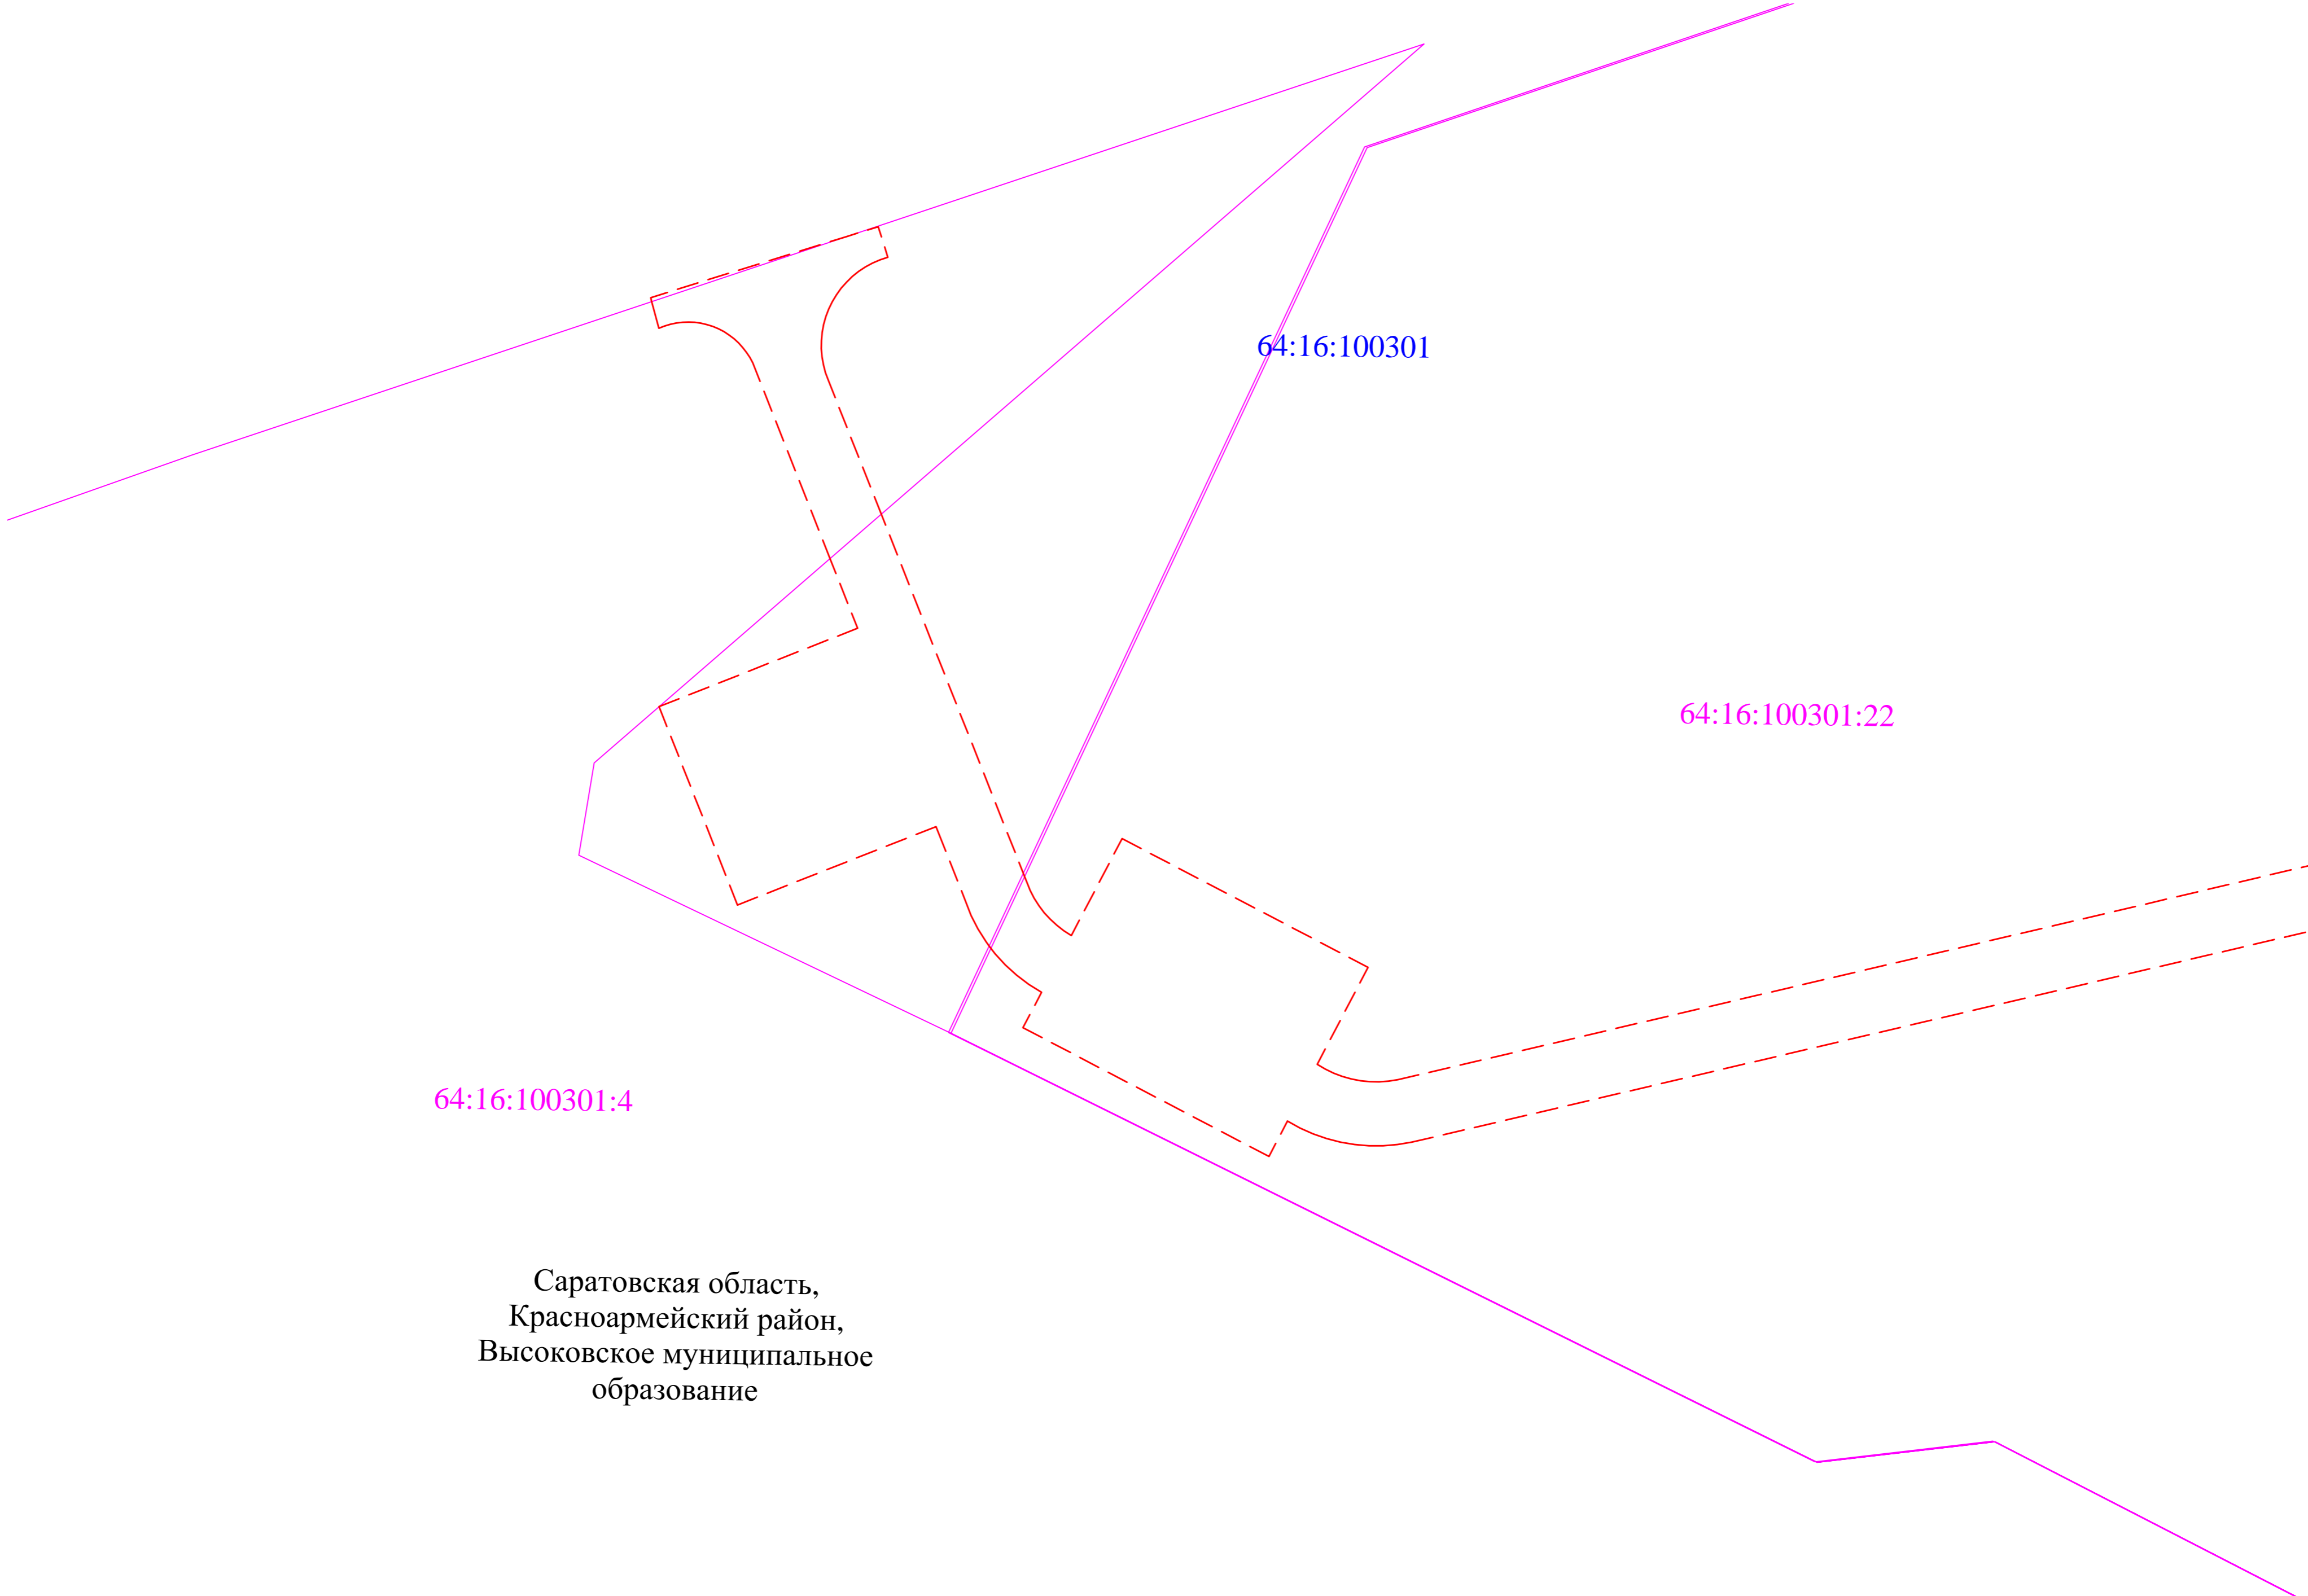 64:16:100301
64:16:100301:22
64:16:100301:4
Саратовская область,
Красноармейский район,
Высоковское муниципальное
образование